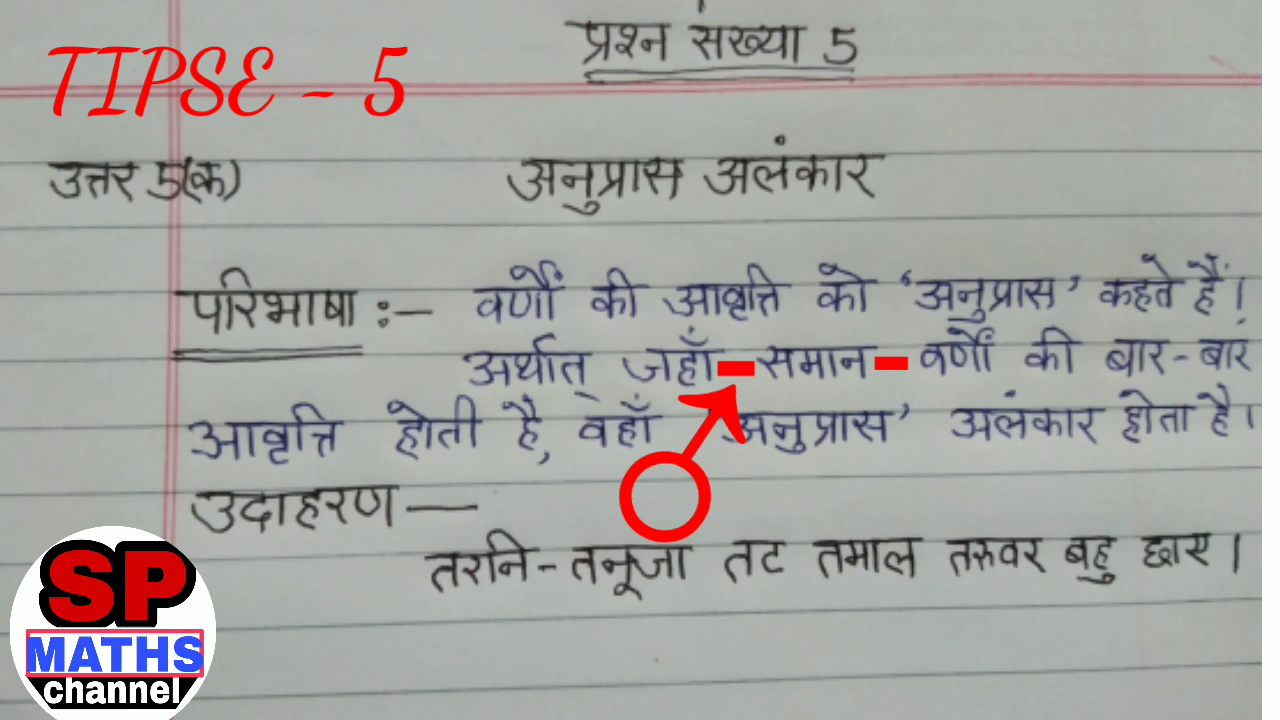 प्रश्न संख्या 5
TIPSE - 5
उत्तर 5(क) अनुप्रास अलंकार
परिभाषा :— वर्णों की आवृत्ति को 'अनुप्रास' कहते हैं।
अर्थात् जहाँ - समान - वर्णों की बार-बार
आवृत्ति होती है, वहाँ अनुप्रास' अलंकार होता है।
उदाहरण —
तरनि-तनूजा तट तमाल तरुवर बहु छाए।
SP
MATHS
channel